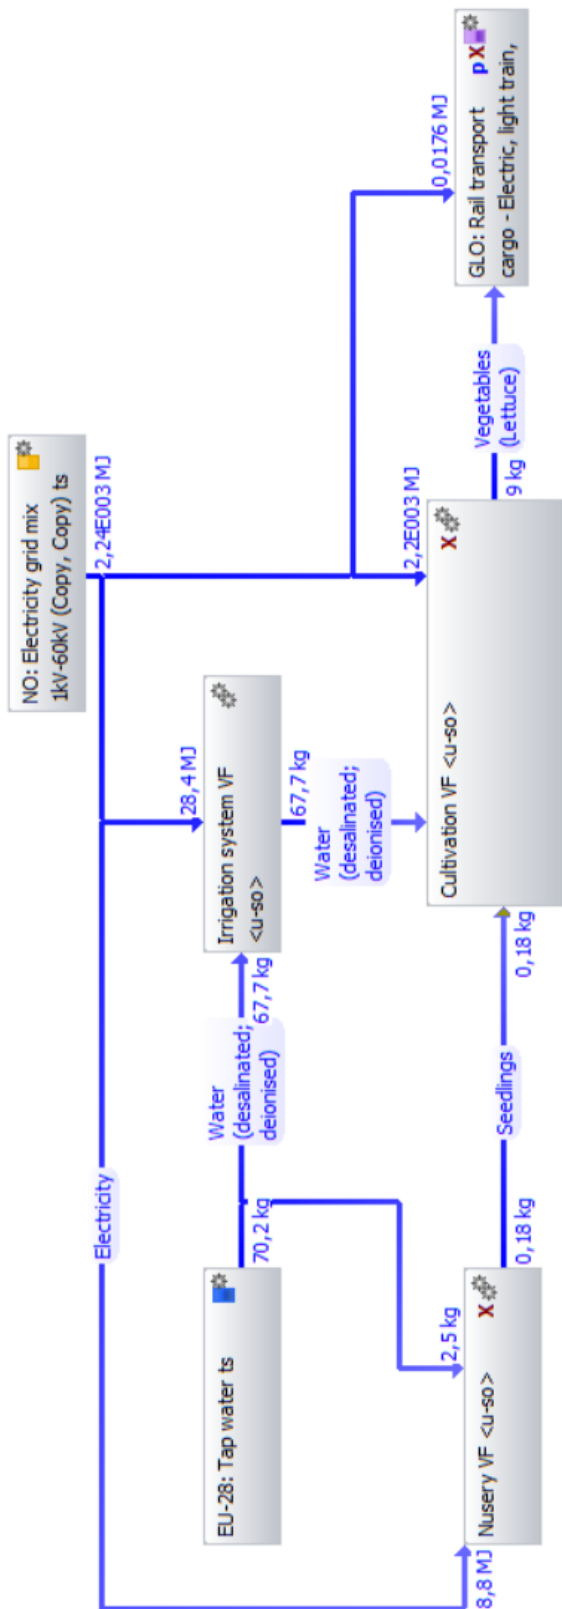 NO: Electricity grid mix
1kV-60kV (Copy, Copy) ts
2,24E003 MJ
Electricity
28,4 MJ
0,0176 MJ
EU-28: Tap water ts
70,2 kg
Water
(desalinated;
deionised)
67,7 kg
Irrigation system VF
<u-so>
67,7 kg
Water
(desalinated;
deionised)
2,2E003 MJ
8,8 MJ
2,5 kg
Nusery VF <u-so>
X
0,18 kg
Seedlings
0,18 kg
Cultivation VF <u-so>
X
9 kg
Vegetables
(Lettuce)
GLO: Rail transport p X
cargo - Electric, light train,